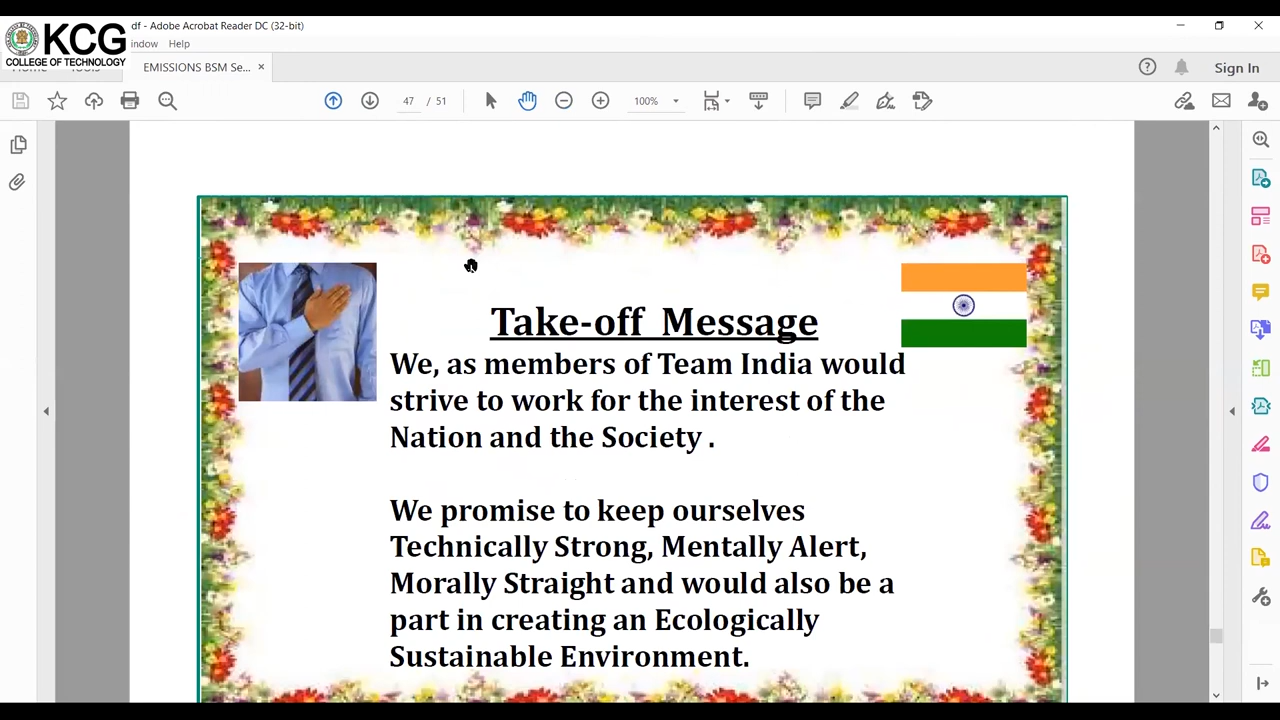 df - Adobe Acrobat Reader DC (32-bit)
KCG
COLLEGE OF TECHNOLOGY
indow Help
Tools
EMISSIONS BSM Se... ×
Sign In
47 / 51
100%
Take-off Message
We, as members of Team India would
strive to work for the interest of the
Nation and the Society .
We promise to keep ourselves
Technically Strong, Mentally Alert,
Morally Straight and would also be a
part in creating an Ecologically
Sustainable Environment.